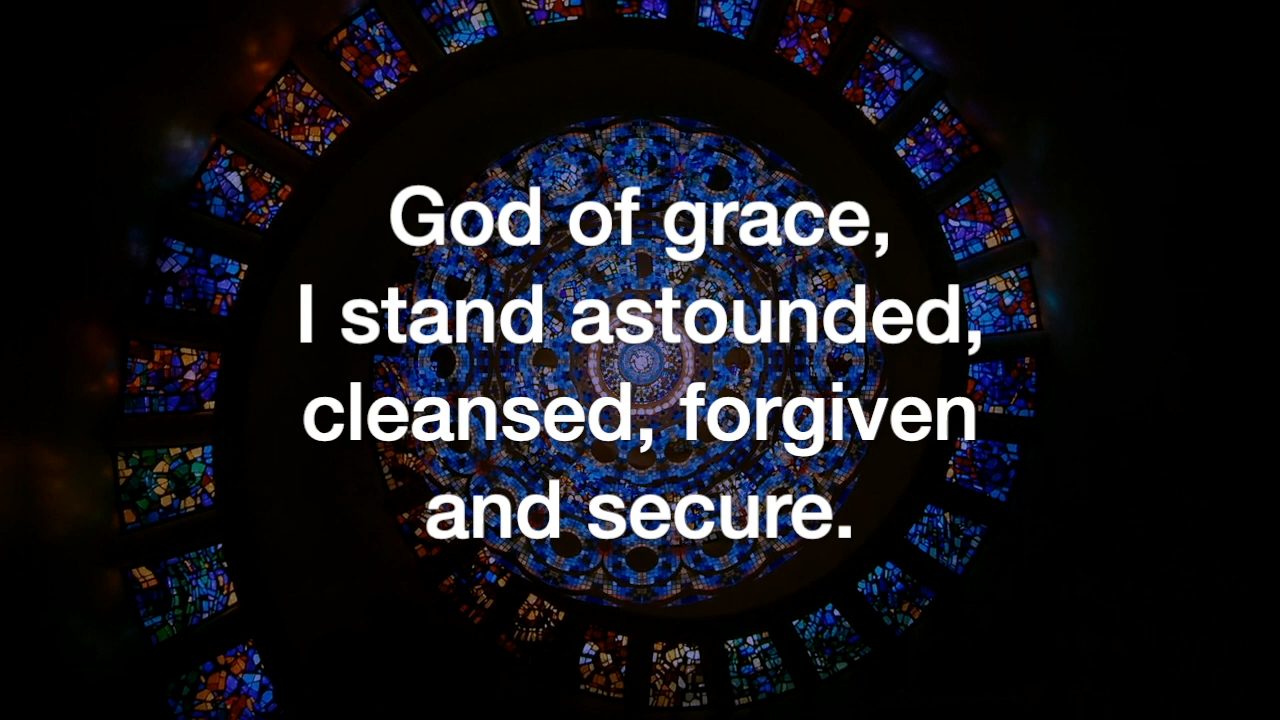 God of grace,
I stand astounded,
cleansed, forgiven
and secure.